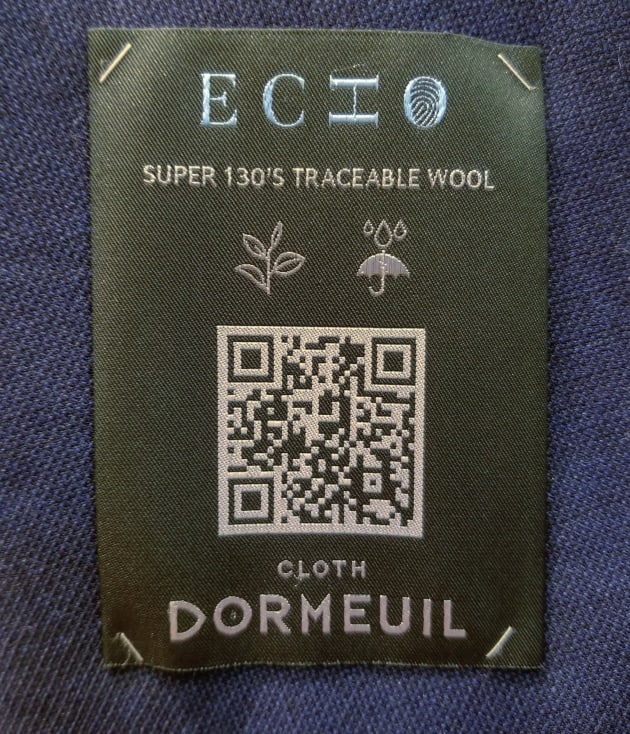 ECHO
SUPER 130'S TRACEABLE WOOL
CLOTH
DORMEUIL